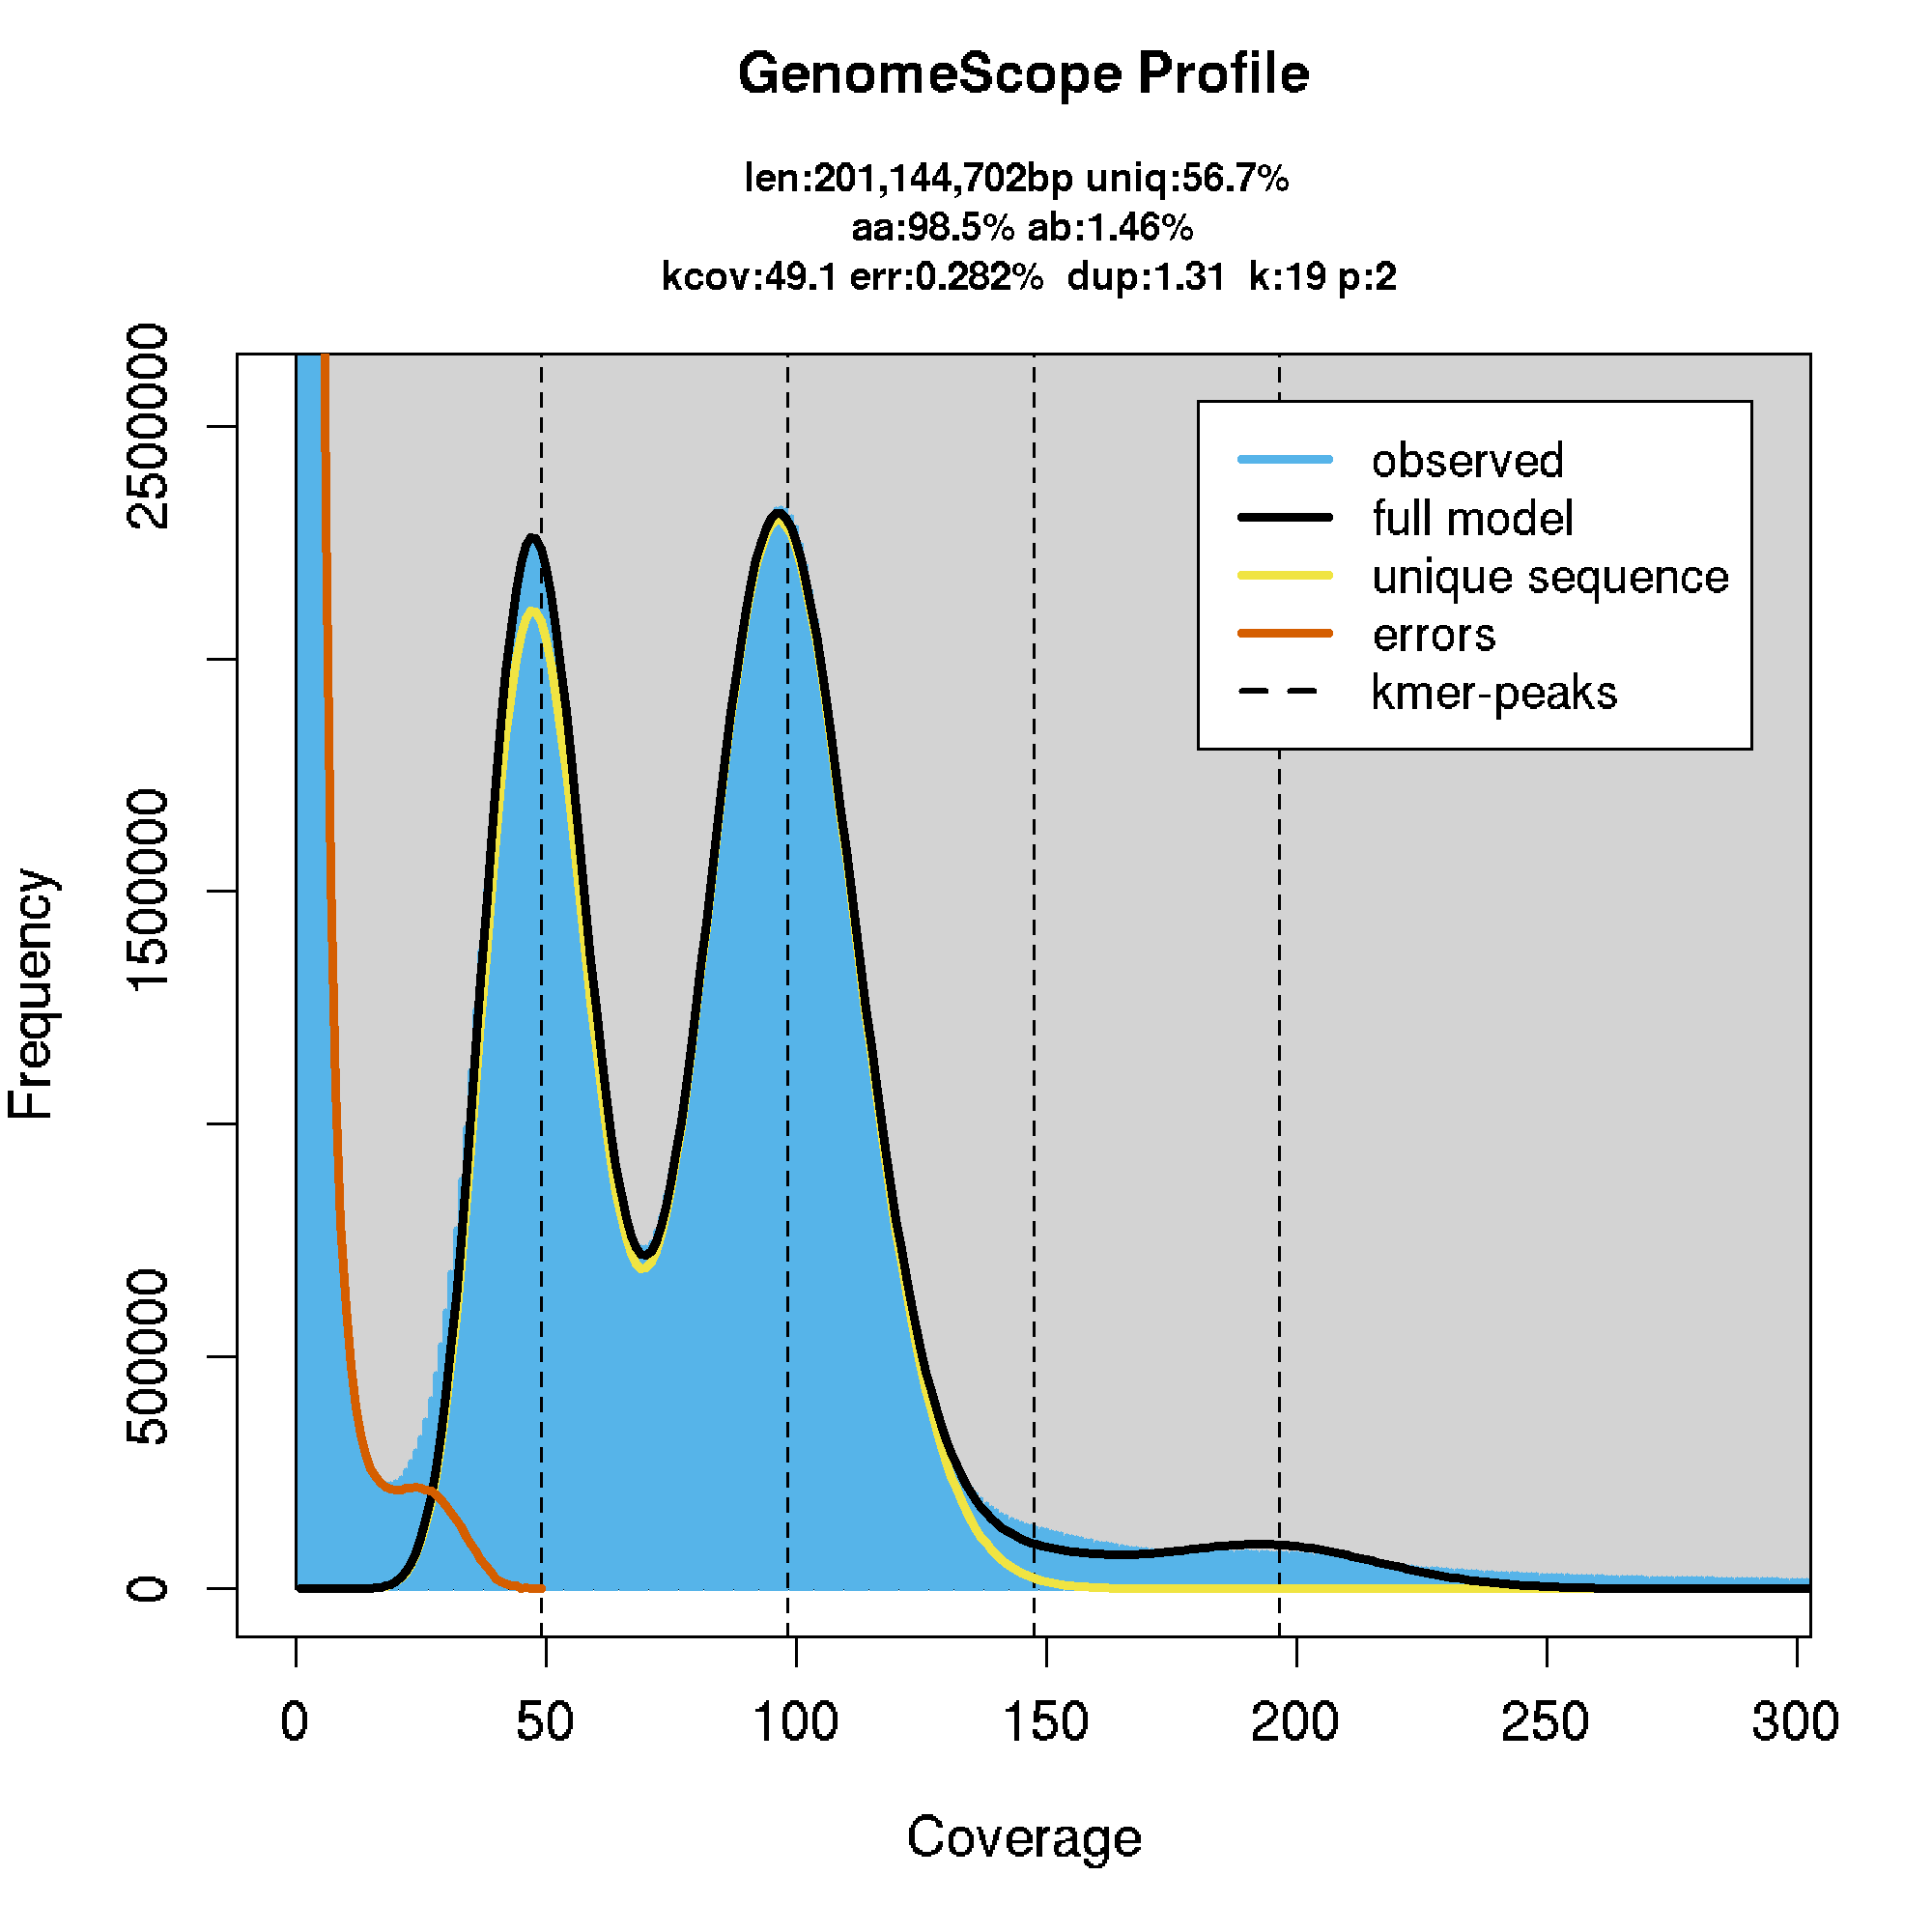 GenomeScope Profile
len:201,144,702bp uniq:56.7%
aa:98.5% ab:1.46%
kcov:49.1 err:0.282% dup:1.31 k:19 p:2
observed
full model
unique sequence
errors
kmer-peaks
Frequency
2500000
1500000
500000
0
0 50 100 150 200 250 300
Coverage